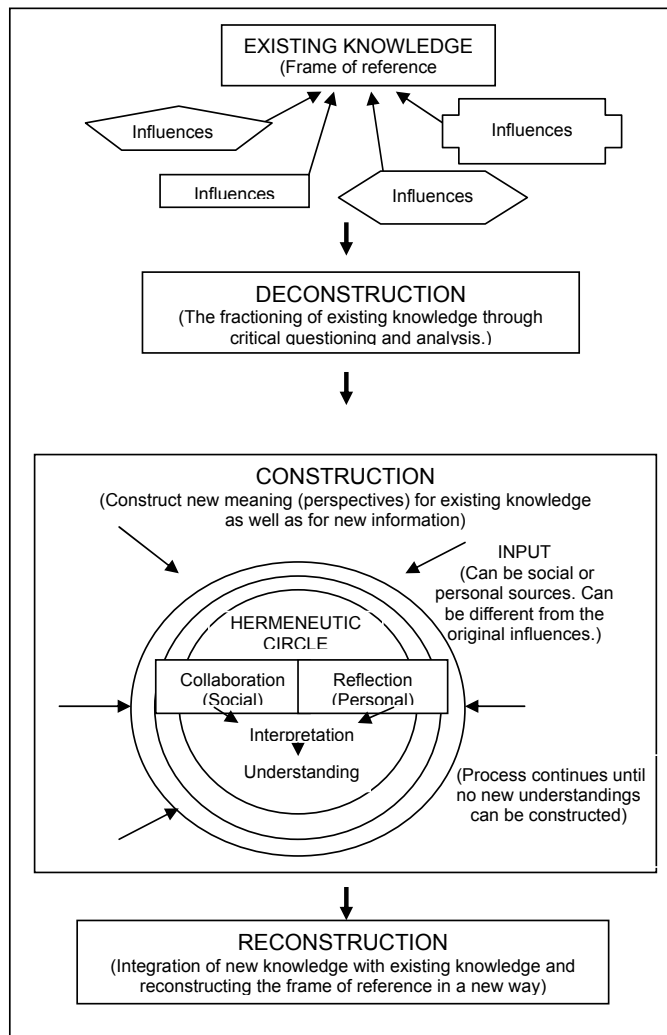 EXISTING KNOWLEDGE
(Frame of reference
Influences
Influences
Influences
Influences
DECONSTRUCTION
(The fractioning of existing knowledge through
critical questioning and analysis.)
CONSTRUCTION
(Construct new meaning (perspectives) for existing knowledge
as well as for new information)
INPUT
(Can be social or
personal sources. Can
be different from the
original influences.)
HERMENEUTIC
CIRCLE
Collaboration
(Social)
Reflection
(Personal)
Interpretation
Understanding
(Process continues until
no new understandings
can be constructed)
RECONSTRUCTION
(Integration of new knowledge with existing knowledge and
reconstructing the frame of reference in a new way)